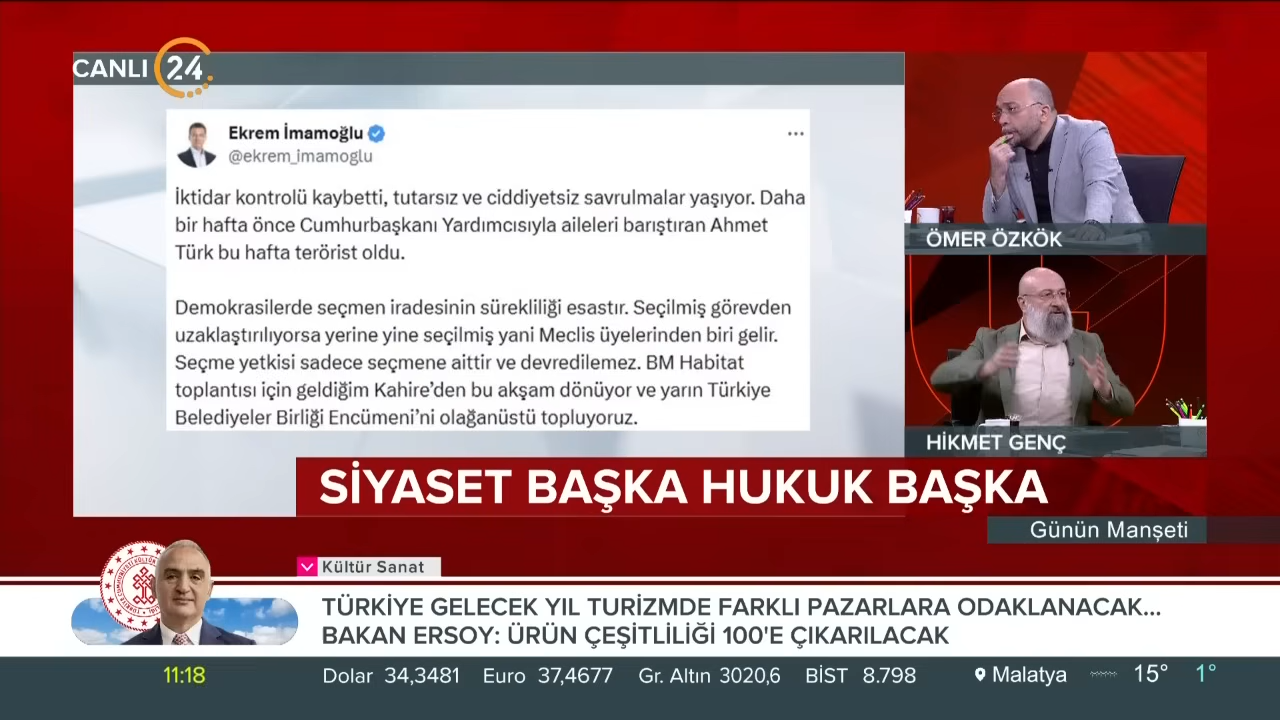 CANLI 24
Ekrem İmamoğlu
@ekrem_imamoglu
İktidar kontrolü kaybetti, tutarsız ve ciddiyetsiz savrulmalar yaşıyor. Daha
bir hafta önce Cumhurbaşkanı Yardımcısıyla aileleri barıştıran Ahmet
Türk bu hafta terörist oldu.
Demokrasilerde seçmen iradesinin sürekliliği esastır. Seçilmiş görevden
uzaklaştırılıyorsa yerine yine seçilmiş yani Meclis üyelerinden biri gelir.
Seçme yetkisi sadece seçmene aittir ve devredilemez. BM Habitat
toplantısı için geldiğim Kahire’den bu akşam dönüyor ve yarın Türkiye
Belediyeler Birliği Encümeni’ni olağanüstü topluyoruz.
ÖMER ÖZKÖK
HİKMET GENÇ
SİYASET BAŞKA HUKUK BAŞKA
Günün Manşeti
Kültür Sanat
TÜRKİYE GELECEK YIL TURİZMDE FARKLI PAZARLARA ODAKLANACAK...
BAKAN ERSOY: ÜRÜN ÇEŞİTLİLİĞİ 100'E ÇIKARILACAK
11:18 Dolar 34,3481 Euro 37,4677 Gr. Altın 3020,6 BİST 8.798 Malatya 15° 1°